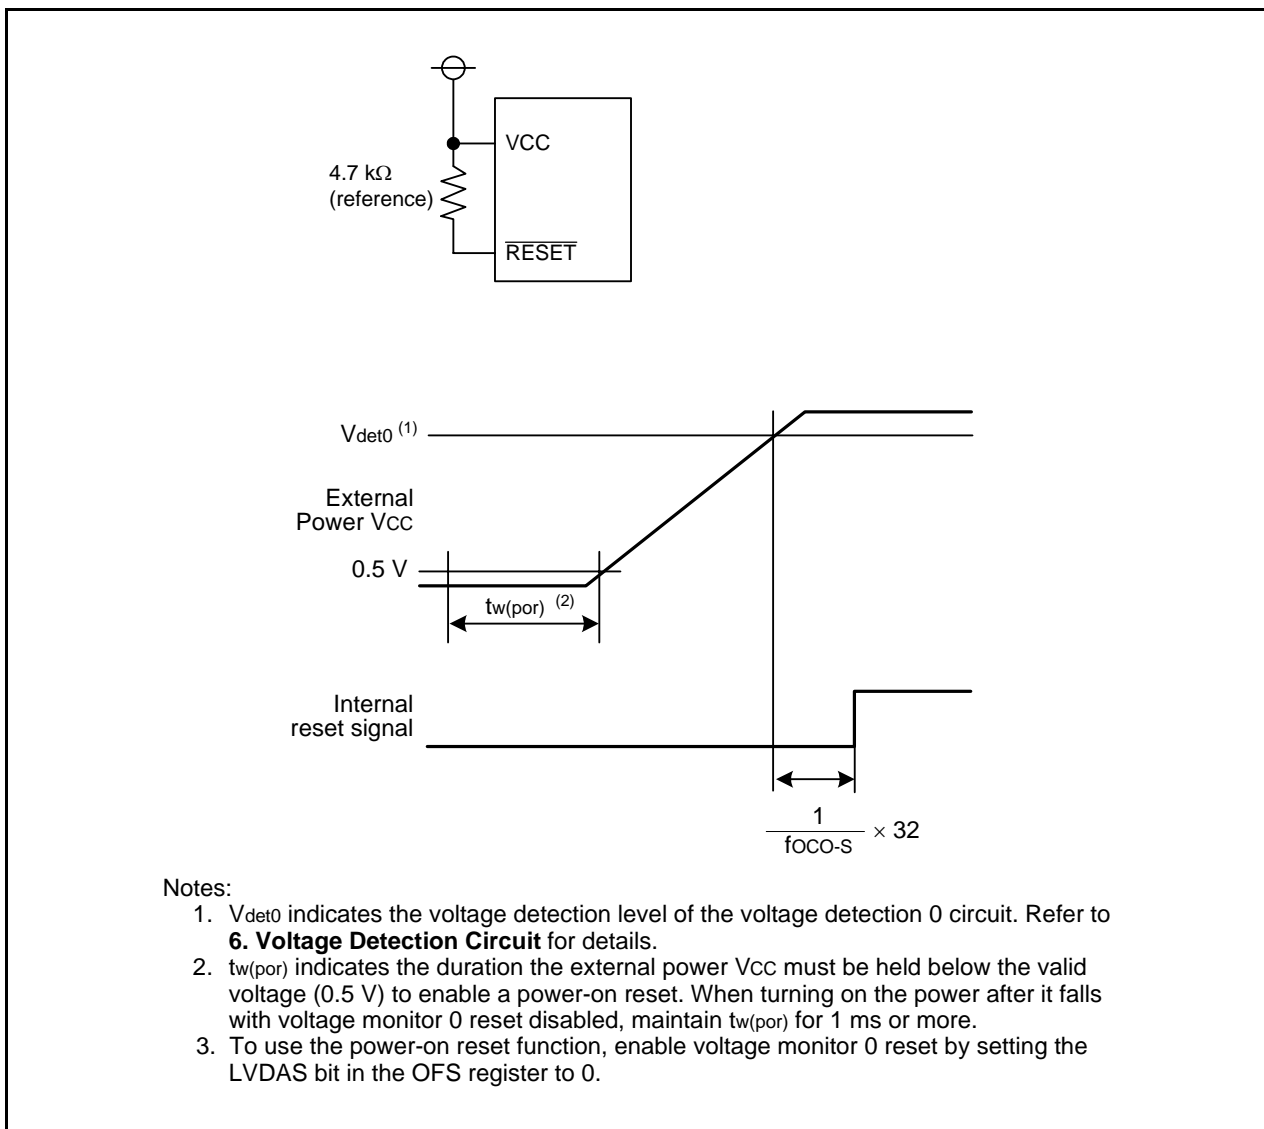 VCC
4.7 kΩ
(reference)
RESET
Vdet0 (1)
External
Power VCC
0.5 V
tw(por) (2)
Internal
reset signal
1
fOCO-S
× 32
Notes:
1. Vdet0 indicates the voltage detection level of the voltage detection 0 circuit. Refer to
6. Voltage Detection Circuit for details.
2. tw(por) indicates the duration the external power VCC must be held below the valid
voltage (0.5 V) to enable a power-on reset. When turning on the power after it falls
with voltage monitor 0 reset disabled, maintain tw(por) for 1 ms or more.
3. To use the power-on reset function, enable voltage monitor 0 reset by setting the
LVDAS bit in the OFS register to 0.